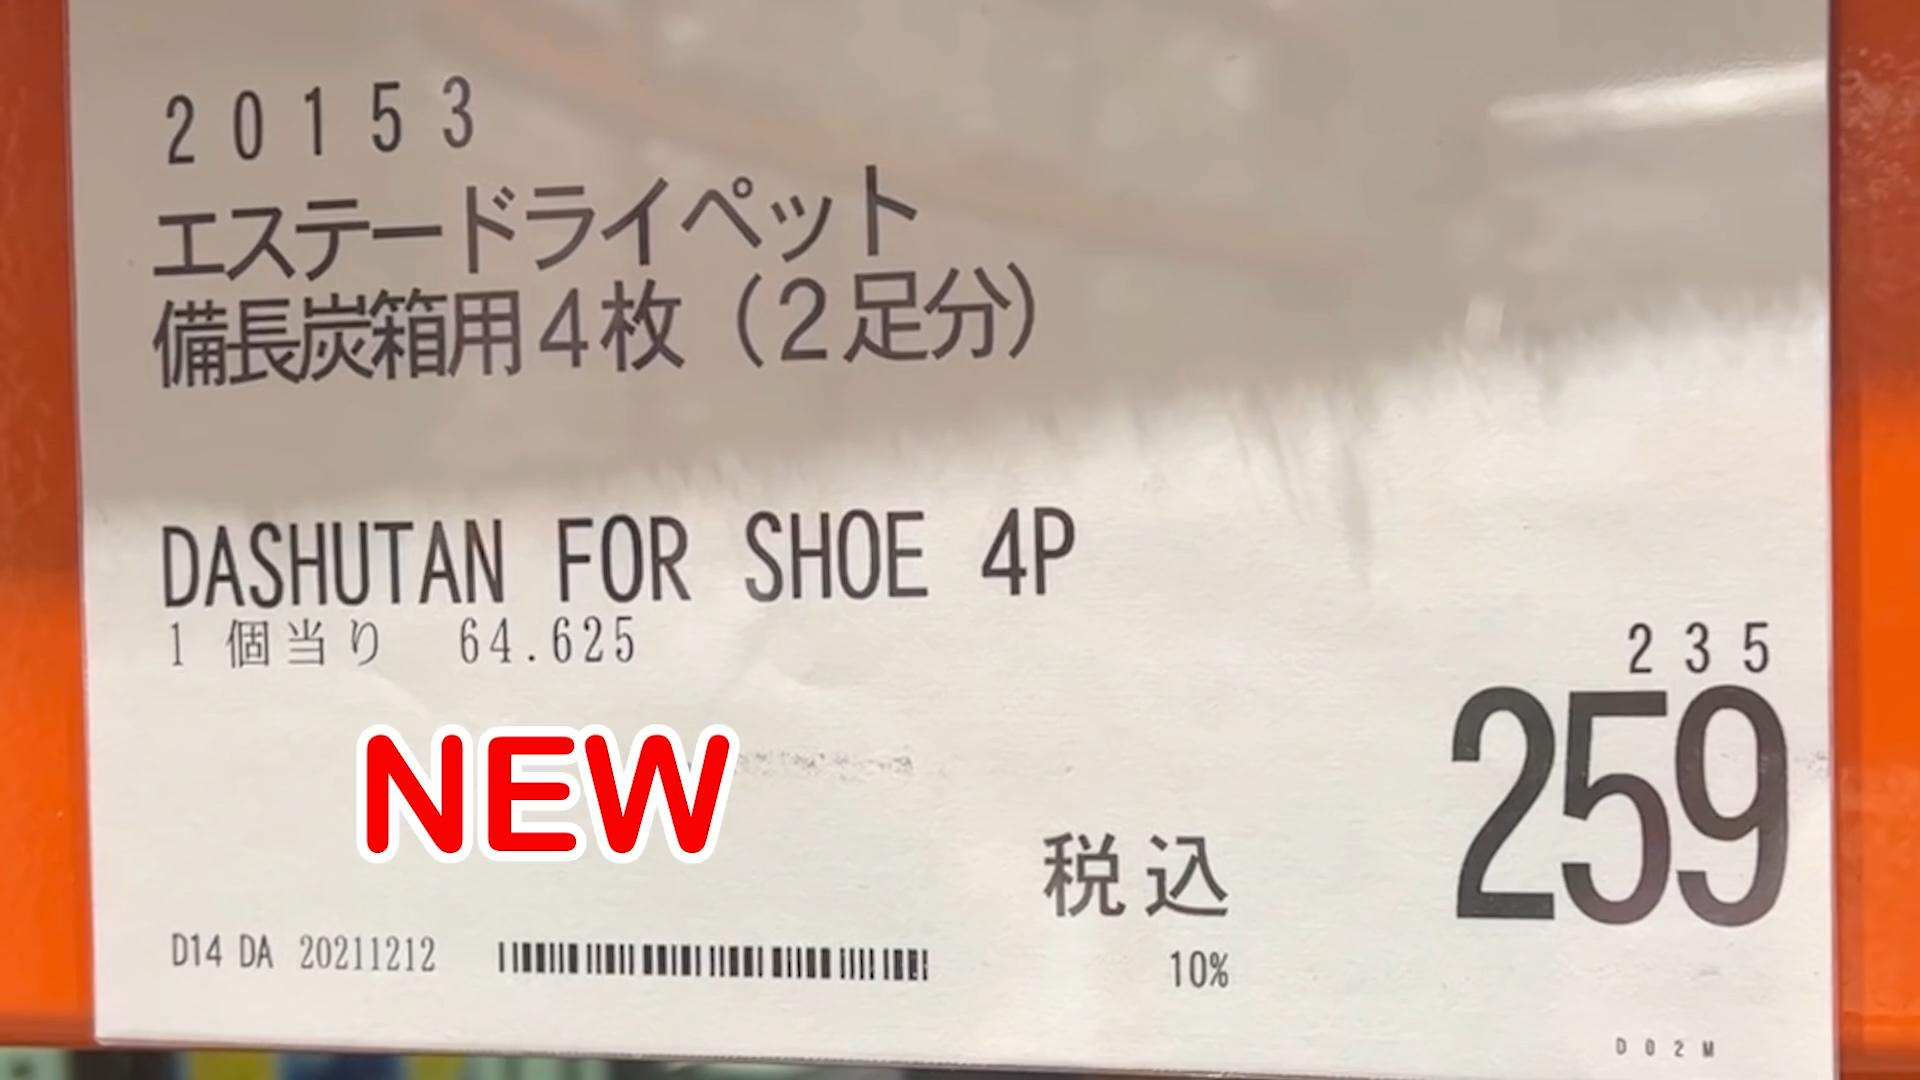 20153
エステードライペット
備長炭箱用4枚（2足分）
DASHUTAN FOR SHOE 4P
1 個当り 64.625
235
259
NEW
税込
10%
D14 DA 20211212
D02M